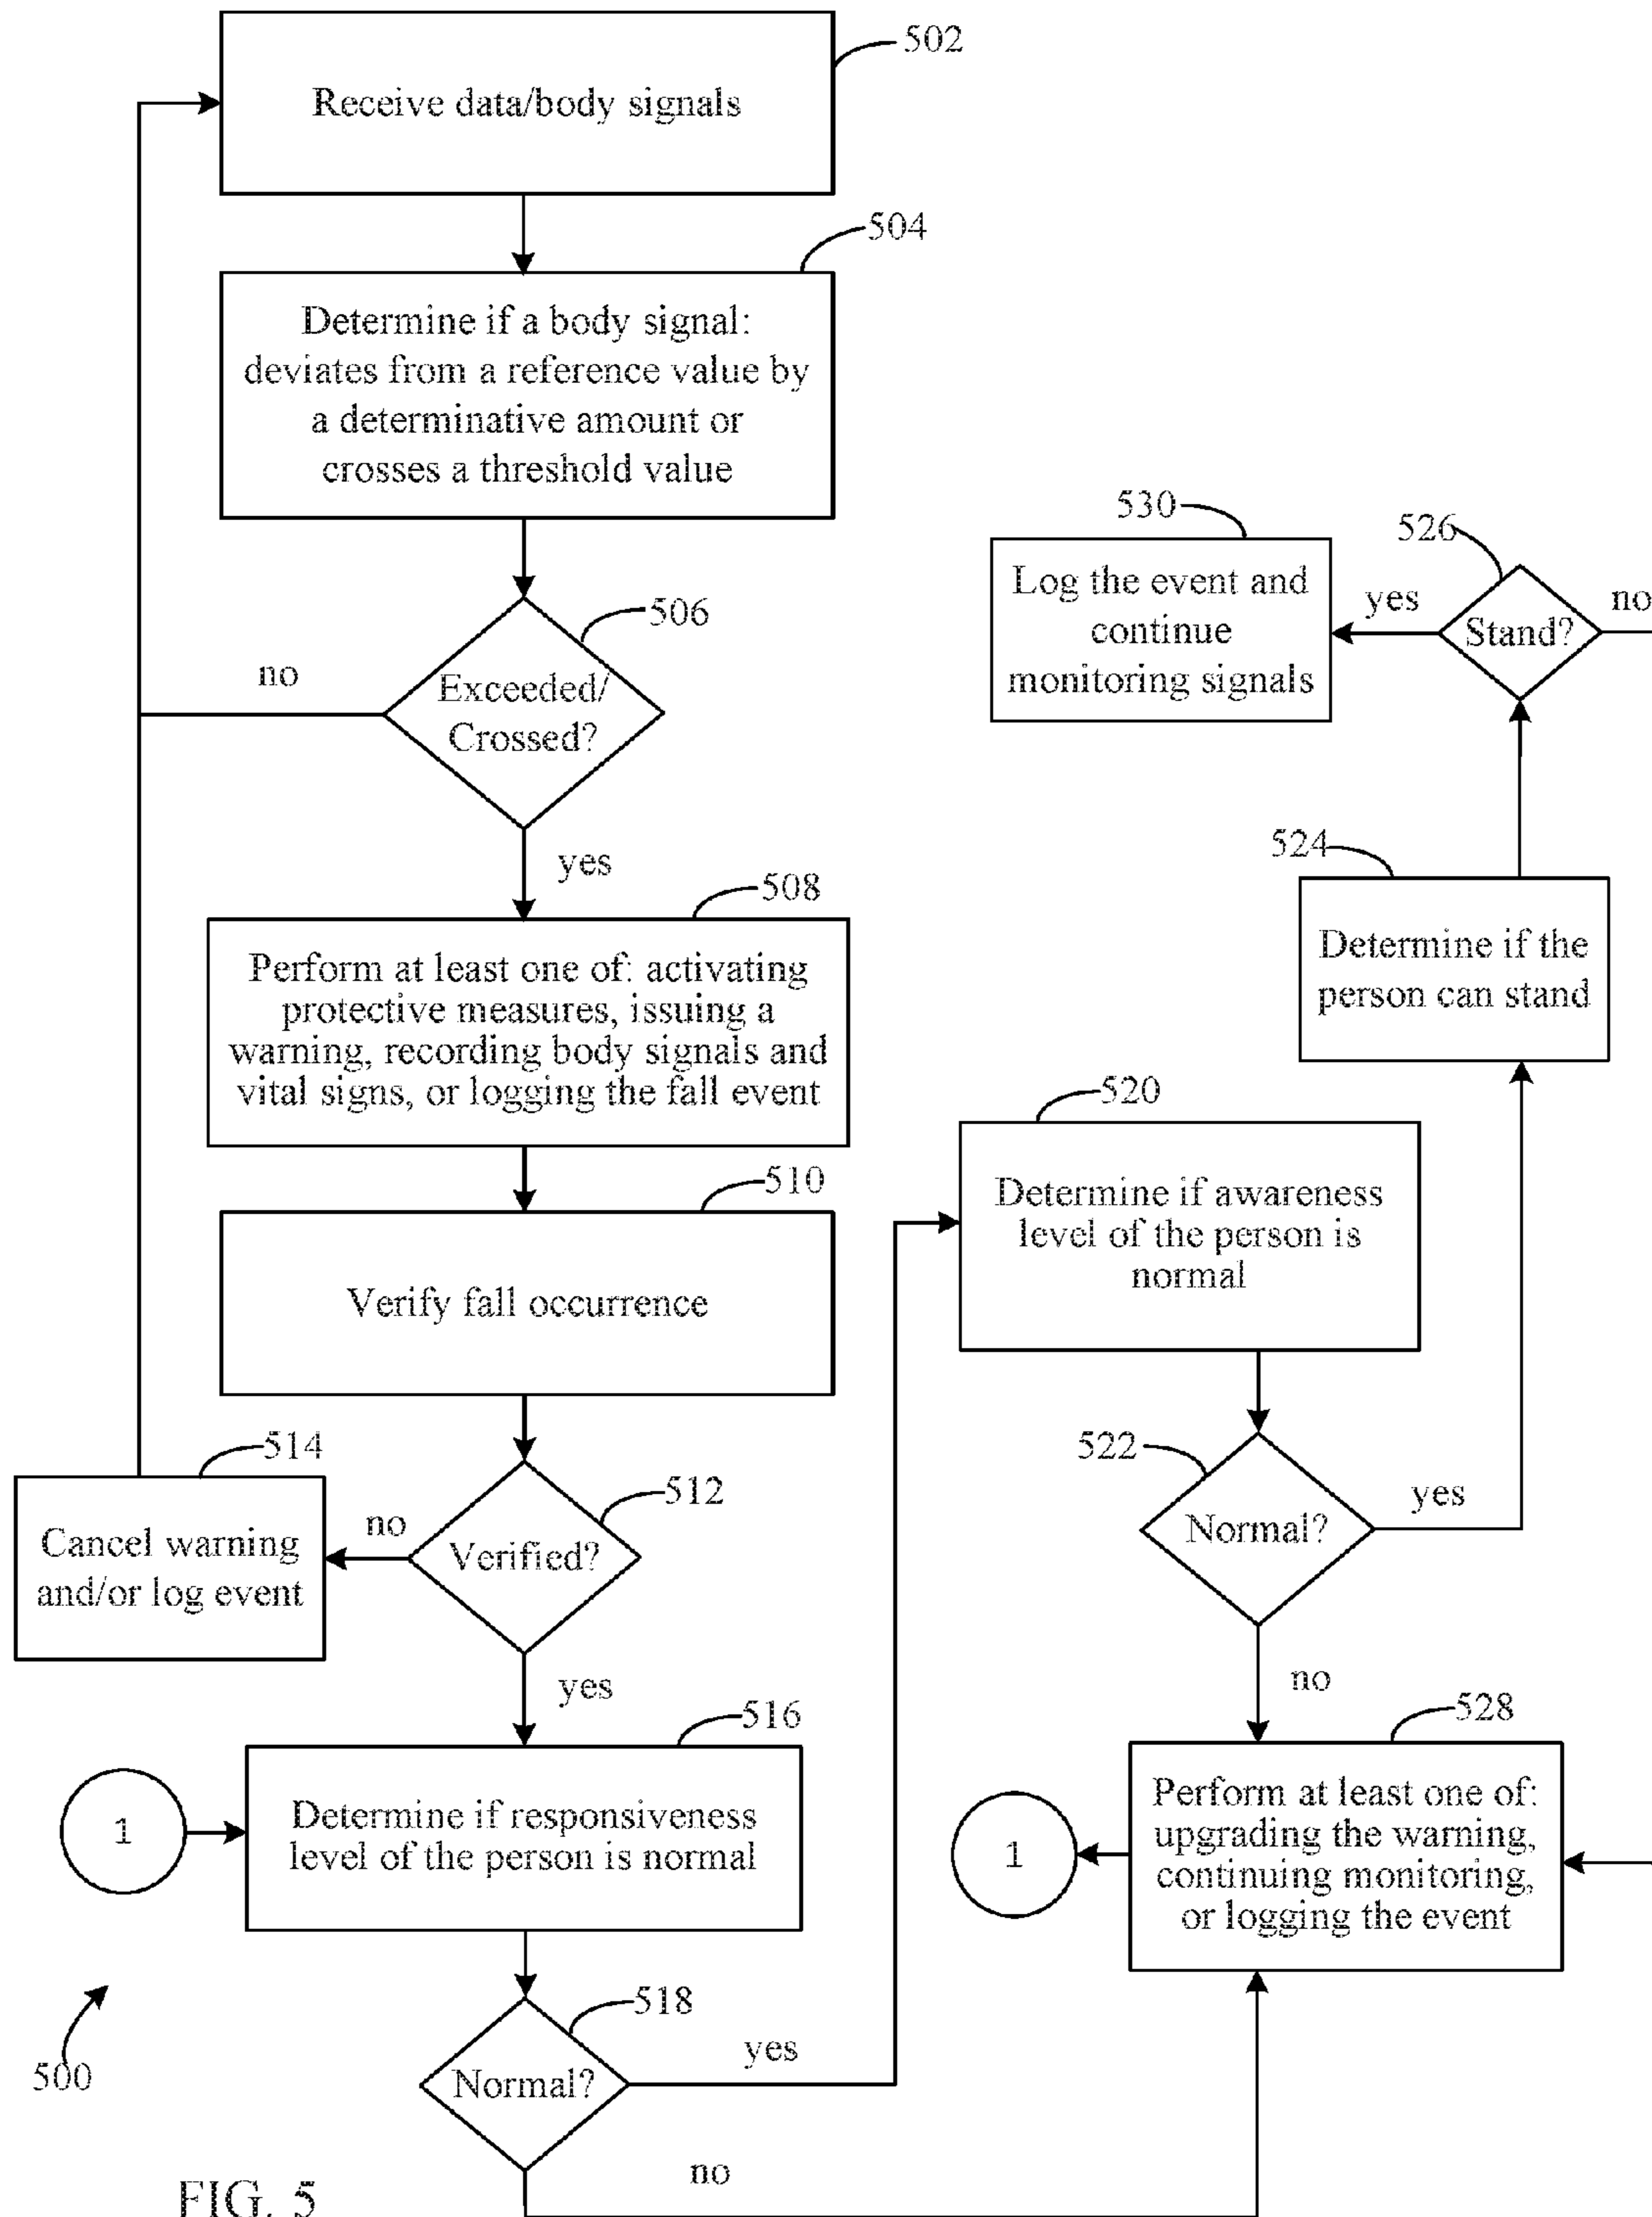 502
Receive data/body signals
504
Determine if a body signal:
deviates from a reference value by
a determinative amount or
crosses a threshold value
506
no
Exceeded/
Crossed?
yes
508
Perform at least one of: activating
protective measures, issuing a
warning, recording body signals and
vital signs, or logging the fall event
510
Verify fall occurrence
514
512
no
Cancel warning
and/or log event
Verified?
yes
516
1
Determine if responsiveness
level of the person is normal
518
500
Normal?
yes
no
FIG. 5
530
526
Log the event and
continue
monitoring signals
yes
Stand?
no
524
Determine if the
person can stand
520
Determine if awareness
level of the person is
normal
522
Normal?
yes
no
528
1
Perform at least one of:
upgrading the warning,
continuing monitoring,
or logging the event